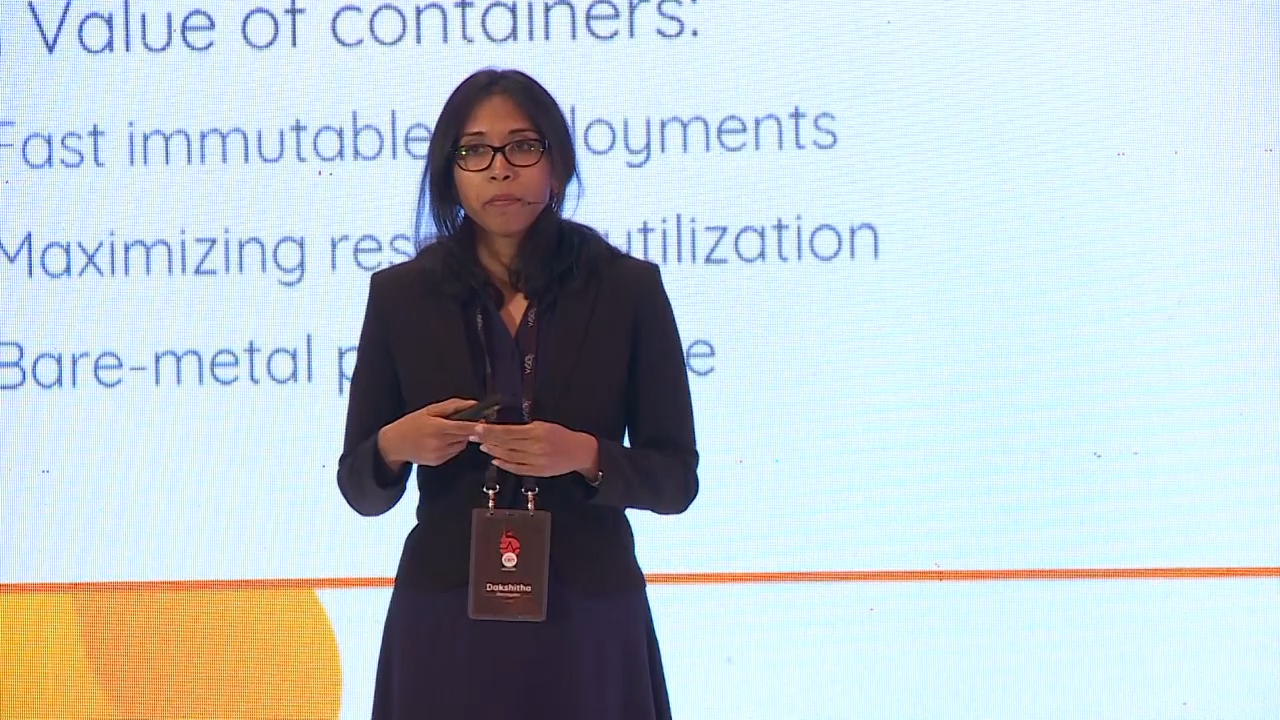 Value of containers:
Fast immutable loyments
Maximizing res utilization
Bare-metal p e
Dakshitha